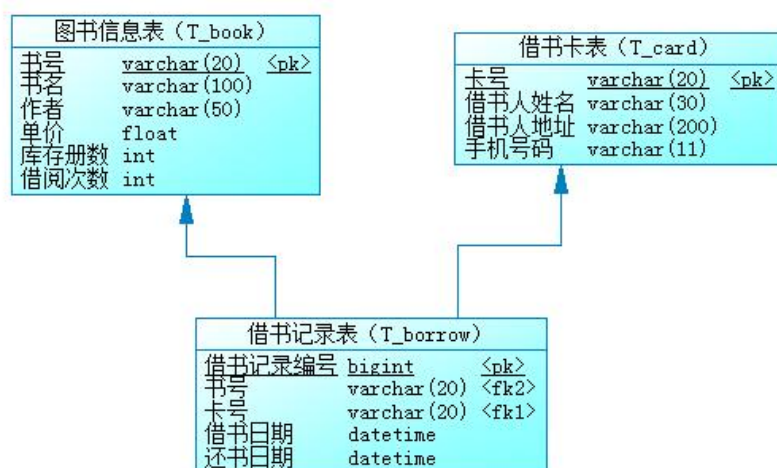 图书信息表（T_book）
书号 varchar(20) <pk>
书名 varchar(100)
作者 varchar(50)
单价 float
库存册数 int
借阅次数 int
借书卡表（T_card）
卡号 varchar(20) <pk>
借书人姓名 varchar(30)
借书人地址 varchar(200)
手机号码 varchar(11)
借书记录表（T_borrow）
借书记录编号 bigint <pk>
书号 varchar(20) <fk2>
卡号 varchar(20) <fk1>
借书日期 datetime
还书日期 datetime